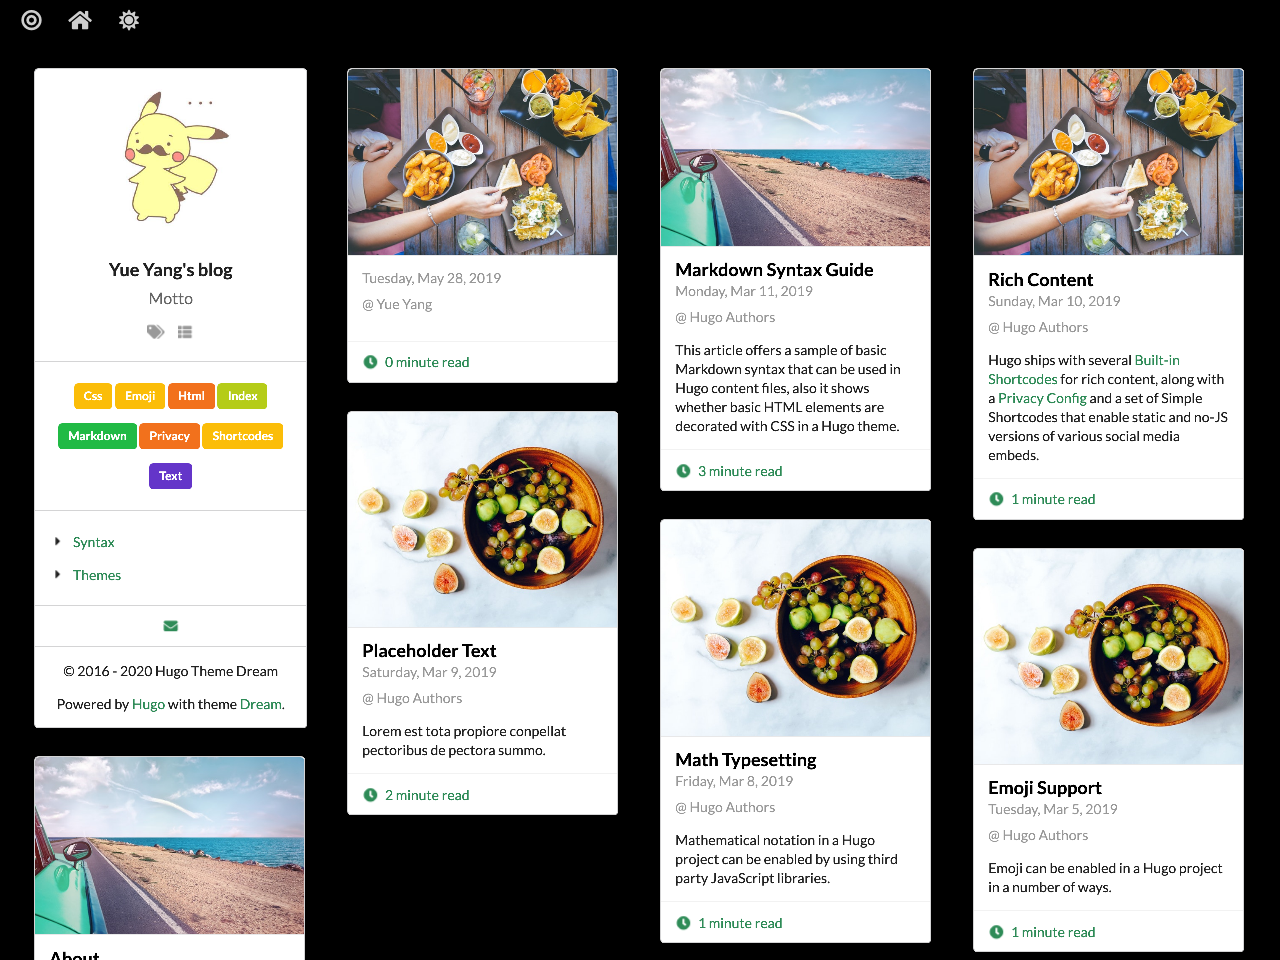 Yue Yang's blog
Motto
Css Emoji Html Index
Markdown Privacy Shortcodes
Text
Syntax
Themes
© 2016 - 2020 Hugo Theme Dream
Powered by Hugo with theme Dream.
About
Tuesday, May 28, 2019
@ Yue Yang
0 minute read
Placeholder Text
Saturday, Mar 9, 2019
@ Hugo Authors
Lorem est tota propiore conpellat
pectoribus de pectora summo.
2 minute read
Markdown Syntax Guide
Monday, Mar 11, 2019
@ Hugo Authors
This article offers a sample of basic
Markdown syntax that can be used in
Hugo content files, also it shows
whether basic HTML elements are
decorated with CSS in a Hugo theme.
3 minute read
Math Typesetting
Friday, Mar 8, 2019
@ Hugo Authors
Mathematical notation in a Hugo
project can be enabled by using third
party JavaScript libraries.
1 minute read
Rich Content
Sunday, Mar 10, 2019
@ Hugo Authors
Hugo ships with several Built-in
Shortcodes for rich content, along with
a Privacy Config and a set of Simple
Shortcodes that enable static and no-JS
versions of various social media
embeds.
1 minute read
Emoji Support
Tuesday, Mar 5, 2019
@ Hugo Authors
Emoji can be enabled in a Hugo project
in a number of ways.
1 minute read